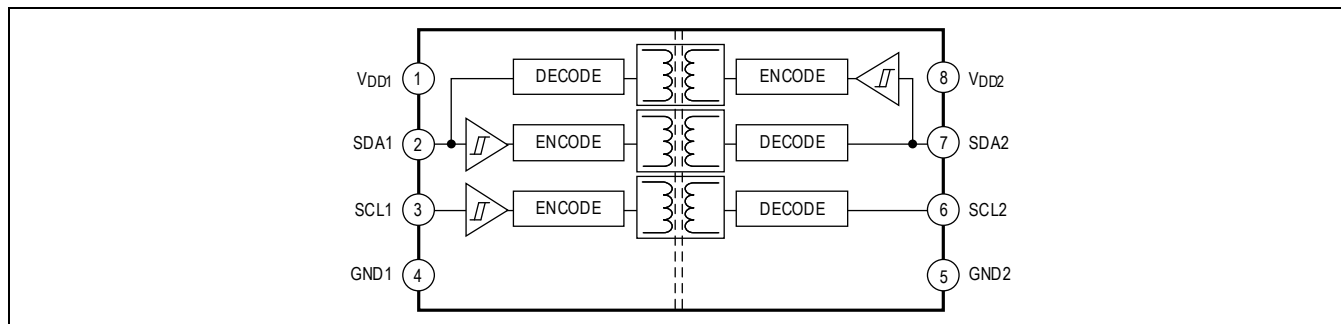 VDD1 1 DECODE ENCODE 8 VDD2
SDA1 2 ENCODE DECODE 7 SDA2
SCL1 3 ENCODE DECODE 6 SCL2
GND1 4 5 GND2